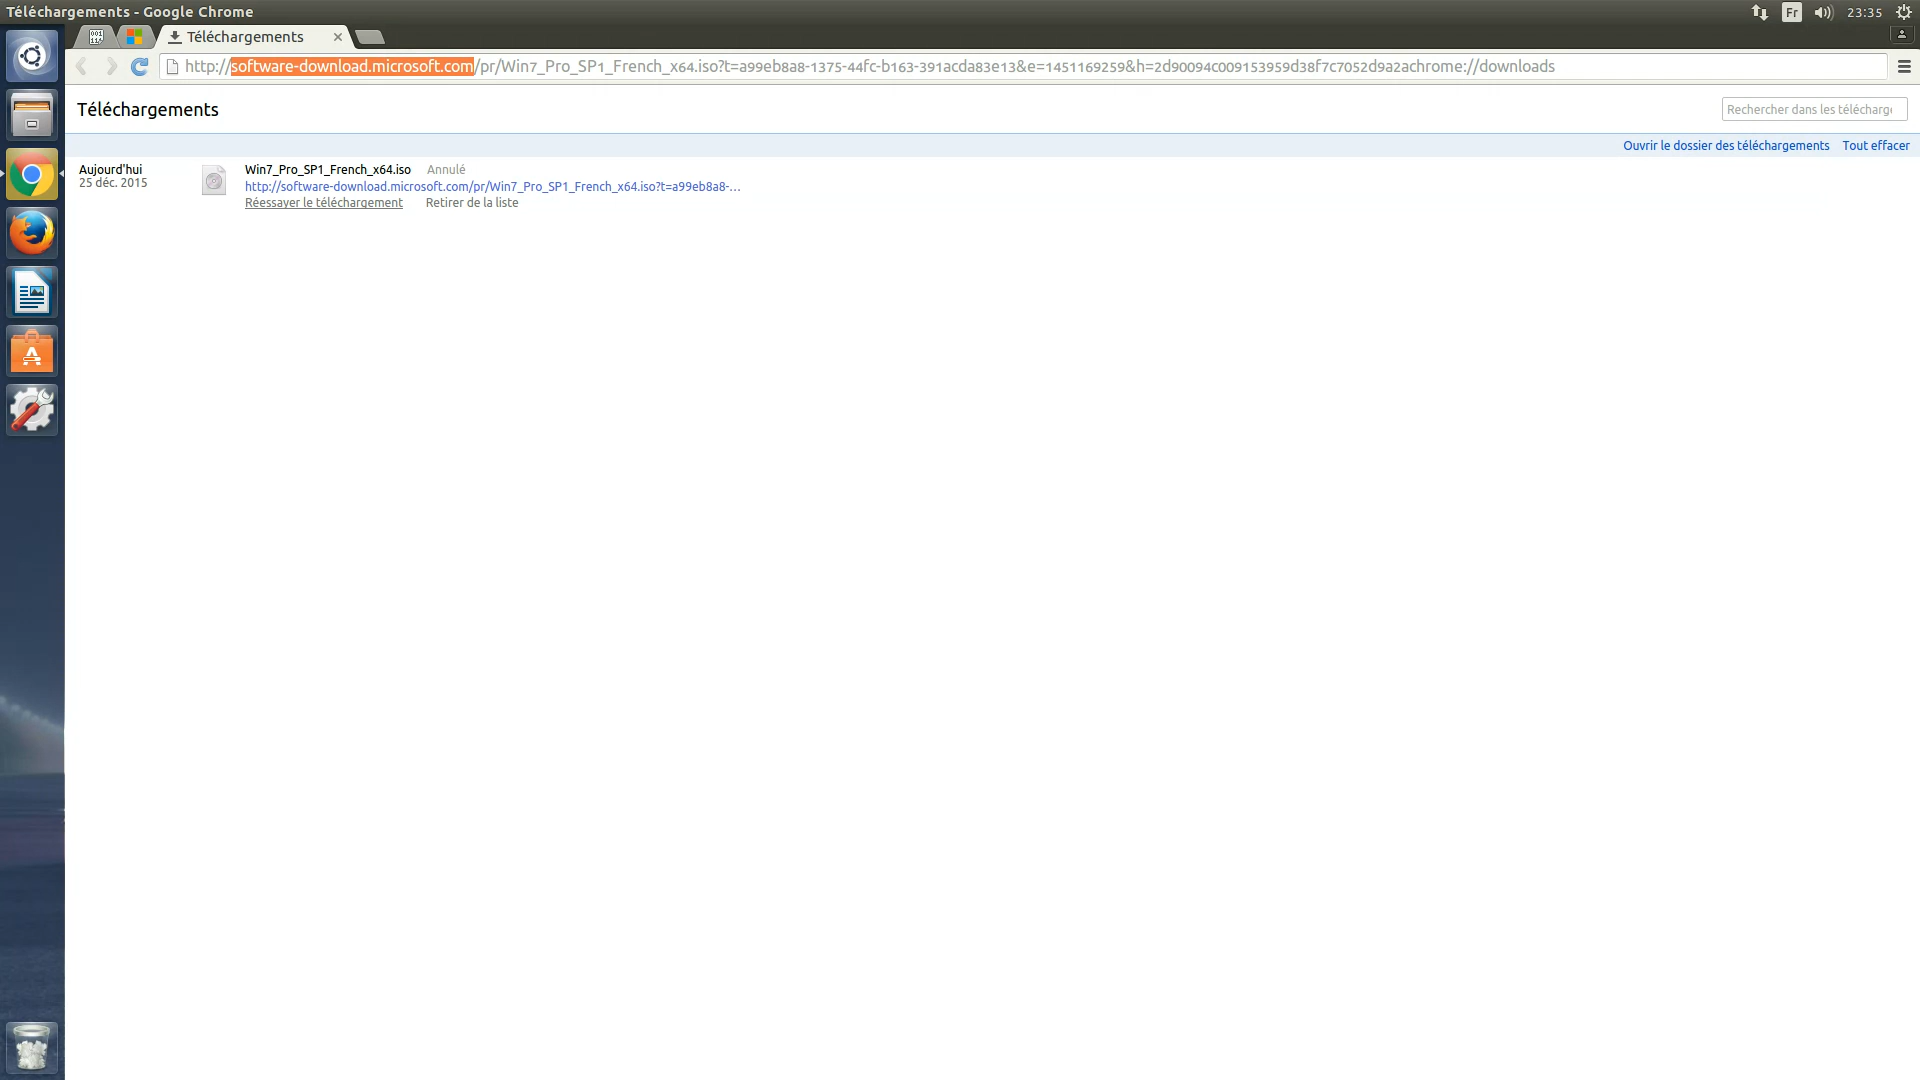 Téléchargements - Google Chrome
Fr
23:35
Téléchargements
http://software-download.microsoft.com/pr/Win7_Pro_SP1_French_x64.iso?t=a99eb8a8-1375-44fc-b163-391acda83e13&e=1451169259&h=2d90094c009153959d38f7c7052d9a2achrome://downloads
Téléchargements
Rechercher dans les télécharge
Ouvrir le dossier des téléchargements Tout effacer
Aujourd'hui
25 déc. 2015
Win7_Pro_SP1_French_x64.iso Annulé
http://software-download.microsoft.com/pr/Win7_Pro_SP1_French_x64.iso?t=a99eb8a8-...
Réessayer le téléchargement Retirer de la liste